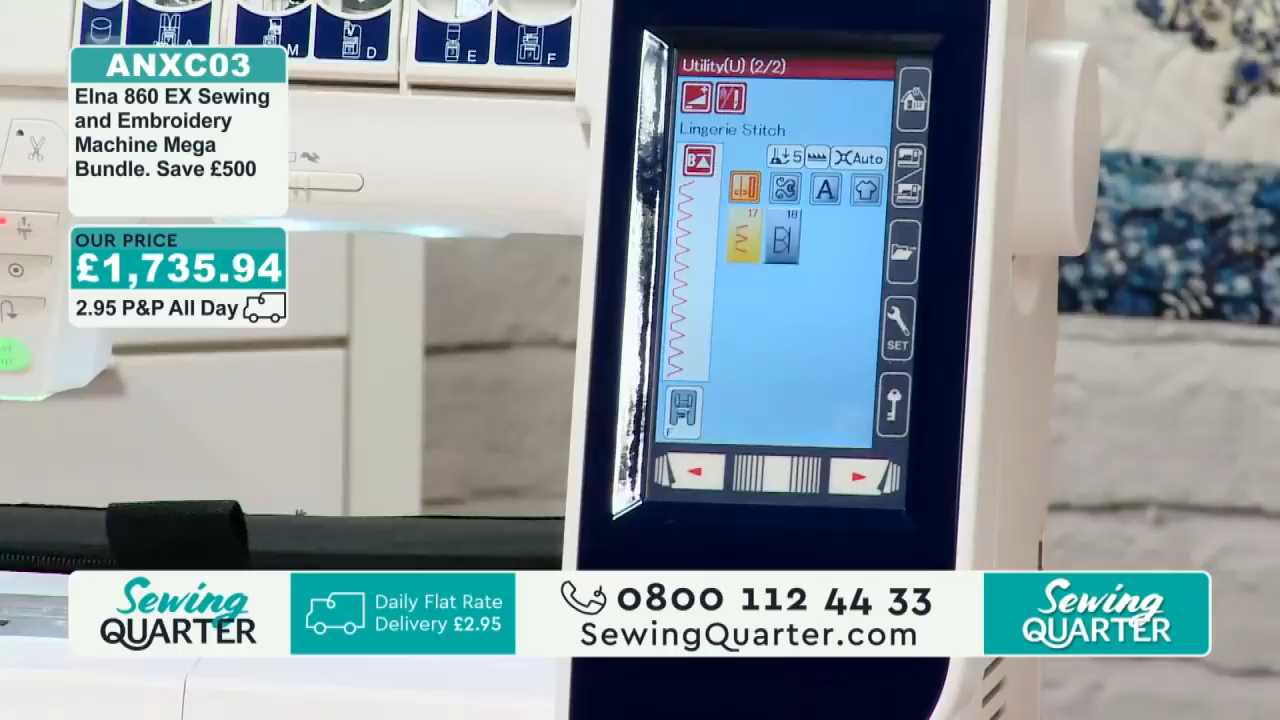 A
M
D
E
F
ANXC03
Elna 860 EX Sewing
and Embroidery
Machine Mega
Bundle. Save £500
OUR PRICE
£1,735.94
2.95 P&P All Day
Utility(U) (2/2)
Lingerie Stitch
5
Auto
B
A
17
18
SET
F
Sewing
QUARTER
Daily Flat Rate
Delivery £2.95
0800 112 44 33
SewingQuarter.com
Sewing
QUARTER